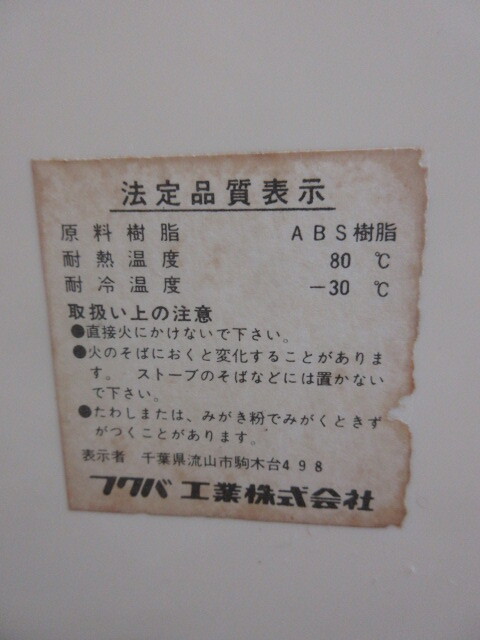 法定品質表示
原料樹脂 ABS樹脂
耐熱温度 80 ℃
耐冷温度 －30 ℃
取扱い上の注意
●直接火にかけないで下さい。
●火のそばにおくと変化することがありま
す。 ストーブのそばなどには置かない
で下さい。
●たわしまたは、みがき粉でみがくときず
がつくことがあります。
表示者 千葉県流山市駒木台498
フクバ工業株式会社